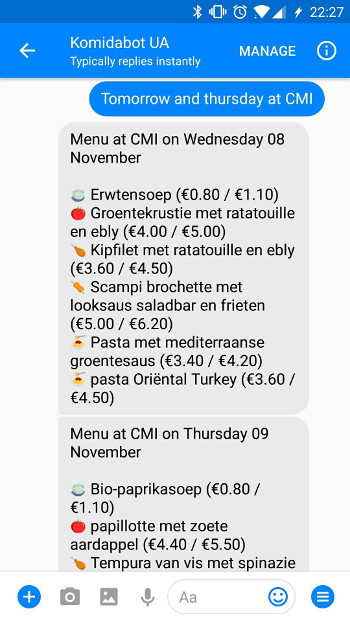 22:27
Komidabot UA
Typically replies instantly
MANAGE
Tomorrow and thursday at CMI
Menu at CMI on Wednesday 08
November
Erwtensoep (€0.80 / €1.10)
Groentekrustie met ratatouille
en ebly (€4.00 / €5.00)
Kipfilet met ratatouille en ebly
(€3.60 / €4.50)
Scampi brochette met
looksaus saladbar en frieten
(€5.00 / €6.20)
Pasta met mediterraanse
groentesaus (€3.40 / €4.20)
pasta Oriëntal Turkey (€3.60 /
€4.50)
Menu at CMI on Thursday 09
November
Bio-paprikasoep (€0.80 /
€1.10)
papillotte met zoete
aardappel (€4.40 / €5.50)
Tempura van vis met spinazie
Aa